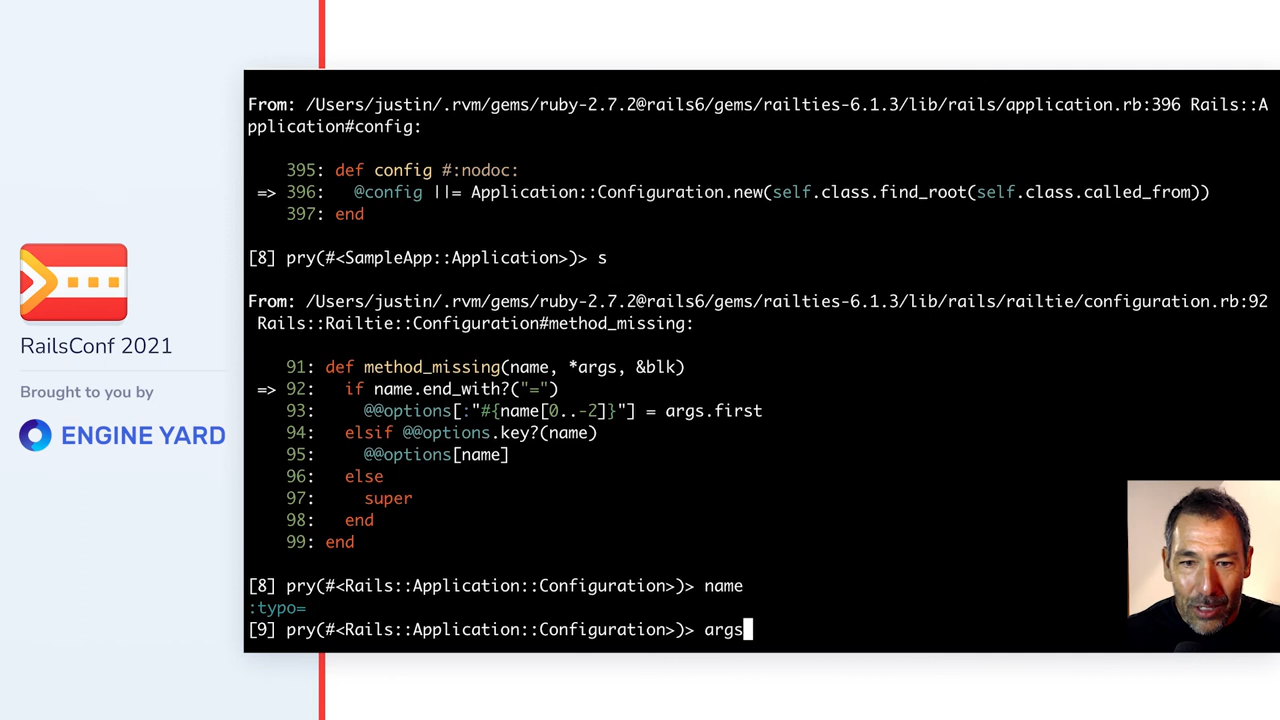 RailsConf 2021
Brought to you by
ENGINE YARD
From: /Users/justin/.rvm/gems/ruby-2.7.2@rails6/gems/railties-6.1.3/lib/rails/application.rb:396 Rails::A
pplication#config:
395: def config #:nodoc:
=> 396:   @config ||= Application::Configuration.new(self.class.find_root(self.class.called_from))
397: end
[8] pry(#<SampleApp::Application>)> s
From: /Users/justin/.rvm/gems/ruby-2.7.2@rails6/gems/railties-6.1.3/lib/rails/railtie/configuration.rb:92
Rails::Railtie::Configuration#method_missing:
91: def method_missing(name, *args, &blk)
=> 92:   if name.end_with?("=")
93:     @@options[:"#{name[0..-2]}"] = args.first
94:   elsif @@options.key?(name)
95:     @@options[name]
96:   else
97:     super
98:   end
99: end
[8] pry(#<Rails::Application::Configuration>)> name
:typo=
[9] pry(#<Rails::Application::Configuration>)> args